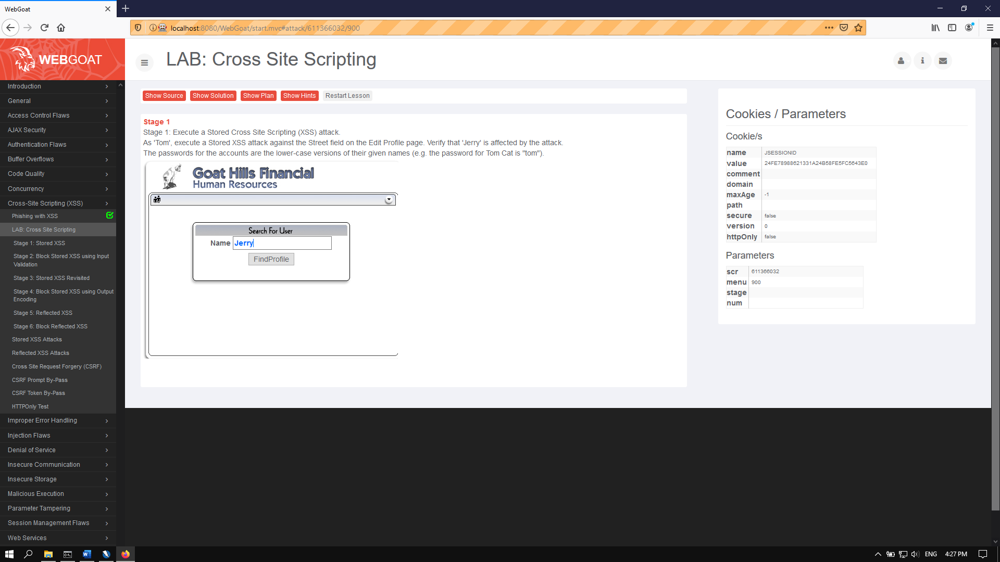 WebGoat
localhost:8080/WebGoat/start.mvc#attack/611366032/900
WEBGOAT
LAB: Cross Site Scripting
Introduction
General
Access Control Flaws
AJAX Security
Authentication Flaws
Buffer Overflows
Code Quality
Concurrency
Cross-Site Scripting (XSS)
Phishing with XSS
LAB: Cross Site Scripting
Stage 1: Stored XSS
Stage 2: Block Stored XSS using Input
Validation
Stage 3: Stored XSS Revisited
Stage 4: Block Stored XSS using Output
Encoding
Stage 5: Reflected XSS
Stage 6: Block Reflected XSS
Stored XSS Attacks
Reflected XSS Attacks
Cross Site Request Forgery (CSRF)
CSRF Prompt By-Pass
CSRF Token By-Pass
HTTPOnly Test
Improper Error Handling
Injection Flaws
Denial of Service
Insecure Communication
Insecure Storage
Malicious Execution
Parameter Tampering
Session Management Flaws
Web Services
Show Source Show Solution Show Plan Show Hints Restart Lesson
Stage 1
Stage 1: Execute a Stored Cross Site Scripting (XSS) attack.
As 'Tom', execute a Stored XSS attack against the Street field on the Edit Profile page. Verify that 'Jerry' is affected by the attack.
The passwords for the accounts are the lower-case versions of their given names (e.g. the password for Tom Cat is "tom").
Goat Hills Financial
Human Resources
Search For User
Name Jerry
FindProfile
Cookies / Parameters
Cookie/s
name JSESSIONID
value 24FE78988621331A24B58FE5FC5643E0
comment
domain
maxAge -1
path
secure false
version 0
httpOnly false
Parameters
scr 611366032
menu 900
stage
num
ENG 4:27 PM